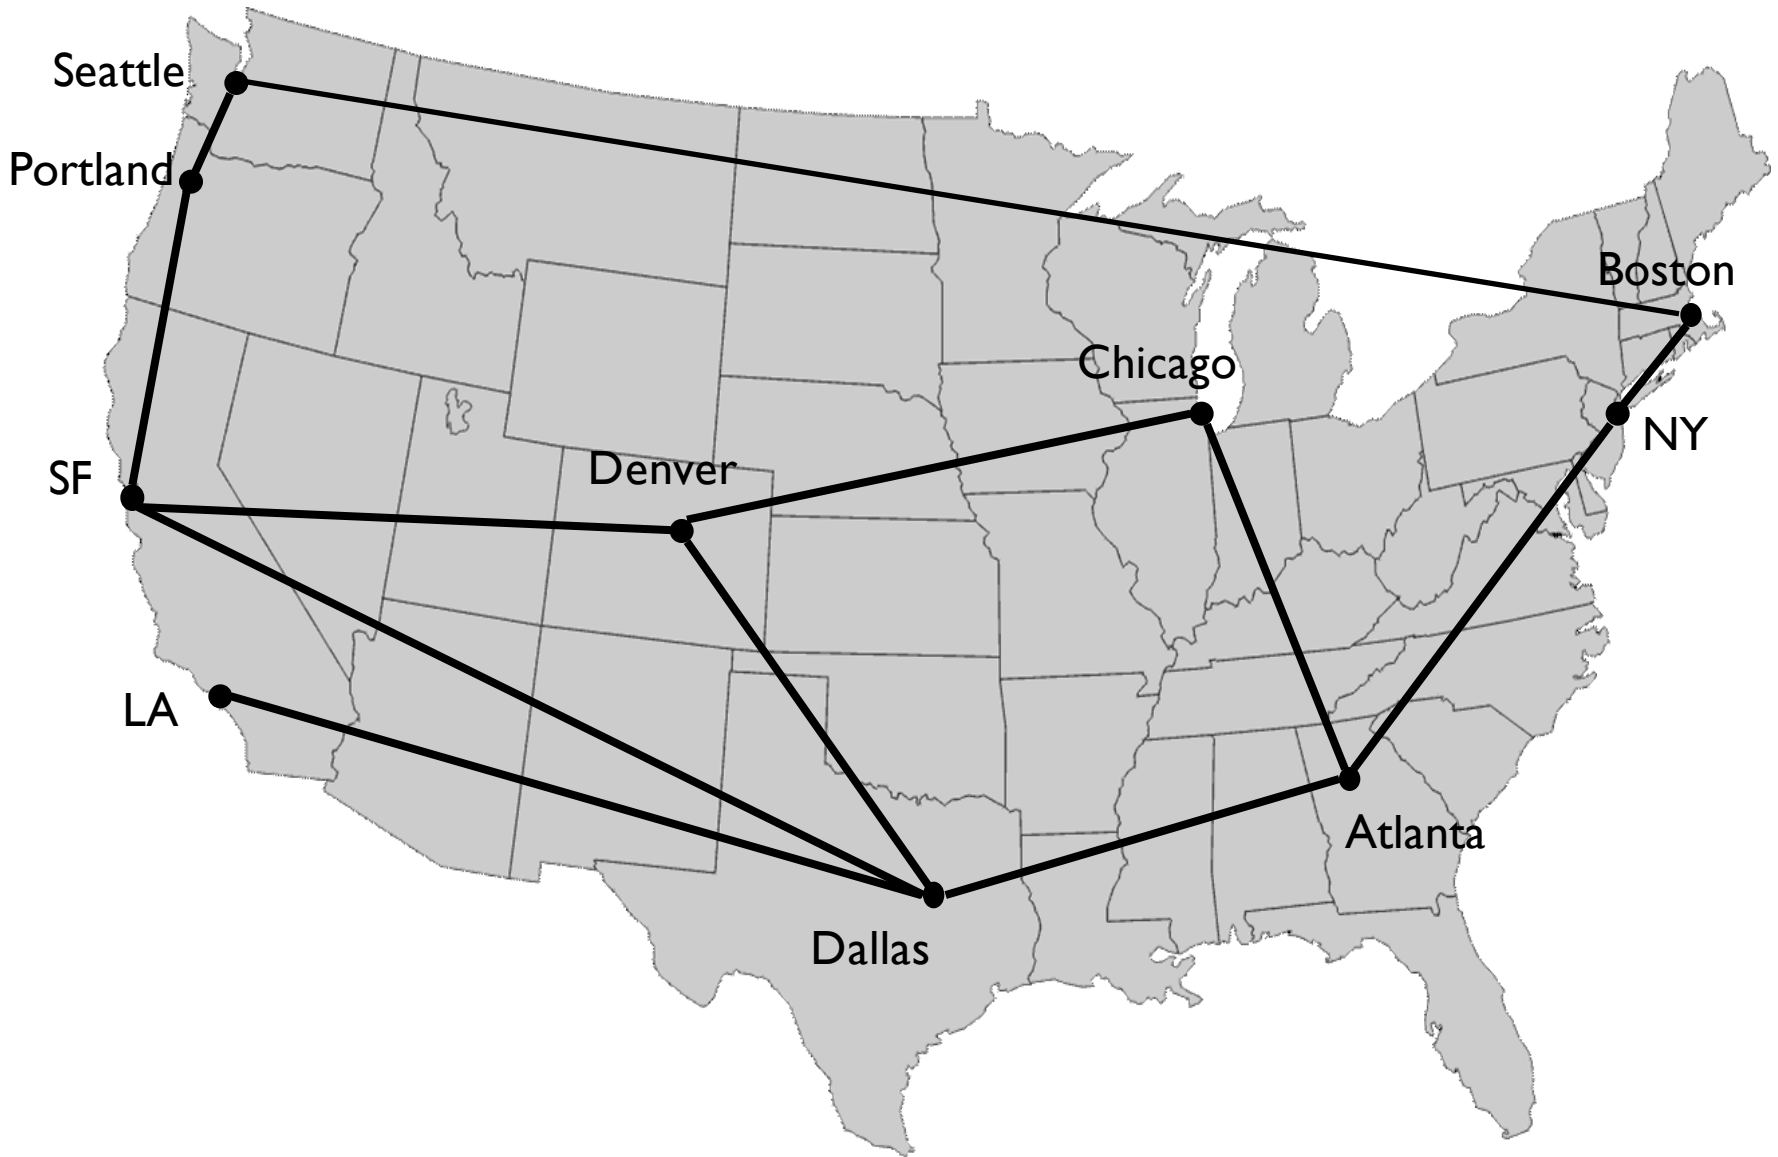 Seattle
Portland
Boston
Chicago
NY
SF
Denver
LA
Atlanta
Dallas